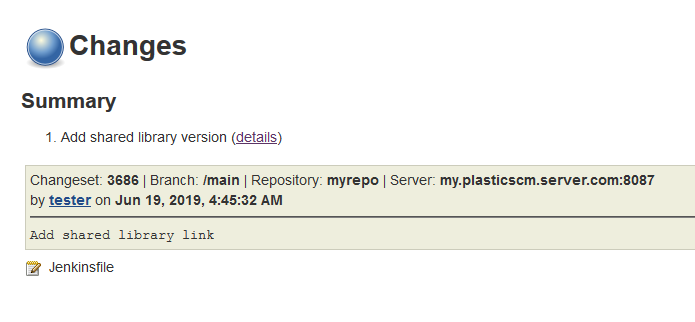 Changes
Summary
1. Add shared library version (details)
Changeset: 3686 | Branch: /main | Repository: myrepo | Server: my.plasticscm.server.com:8087
by tester on Jun 19, 2019, 4:45:32 AM
Add shared library link
Jenkinsfile